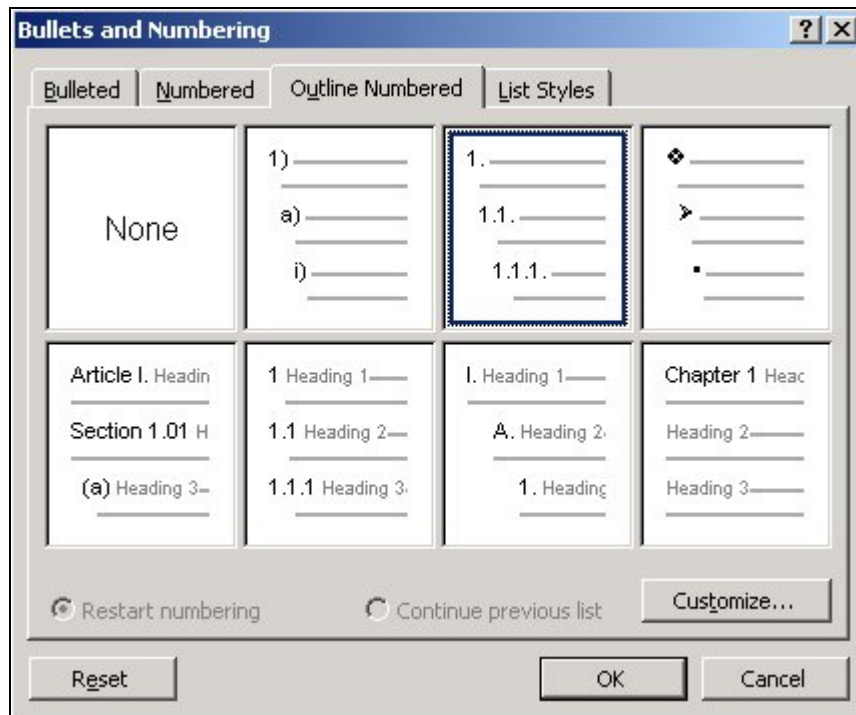 Bullets and Numbering
Bulleted Numbered Outline Numbered List Styles
None
1)
a)
i)
1.
1.1.
1.1.1.
Article I. Headin
Section 1.01 H
(a) Heading 3
1 Heading 1
1.1 Heading 2
1.1.1 Heading 3
I. Heading 1
A. Heading 2
1. Heading
Chapter 1 Head
Heading 2
Heading 3
Restart numbering
Continue previous list
Customize...
Reset
OK
Cancel